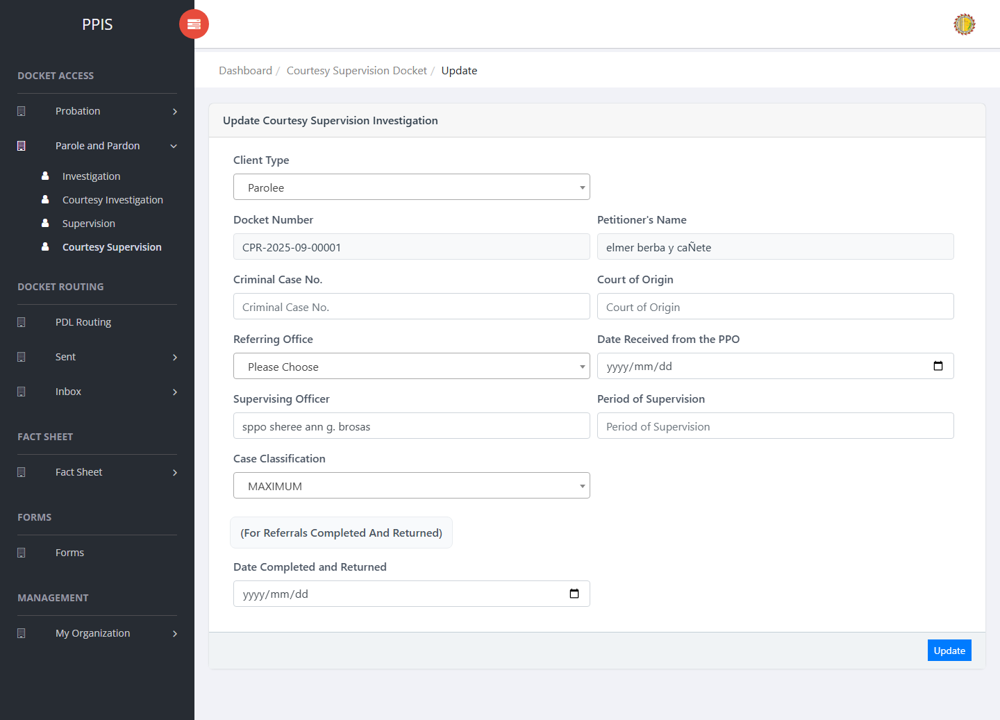 PPIS
DOCKET ACCESS
Probation
Parole and Pardon
Investigation
Courtesy Investigation
Supervision
Courtesy Supervision
DOCKET ROUTING
PDL Routing
Sent
Inbox
FACT SHEET
Fact Sheet
FORMS
Forms
MANAGEMENT
My Organization
Dashboard / Courtesy Supervision Docket / Update
Update Courtesy Supervision Investigation
Client Type
Parolee
Docket Number
CPR-2025-09-00001
Petitioner's Name
elmer berba y caÑete
Criminal Case No.
Criminal Case No.
Court of Origin
Court of Origin
Referring Office
Please Choose
Date Received from the PPO
yyyy/mm/dd
Supervising Officer
sppo sheree ann g. brosas
Period of Supervision
Period of Supervision
Case Classification
MAXIMUM
(For Referrals Completed And Returned)
Date Completed and Returned
yyyy/mm/dd
Update